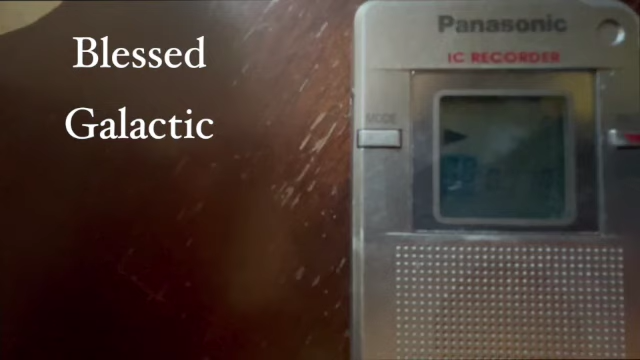 Blessed
Galactic
Panasonic
IC RECORDER
MODE